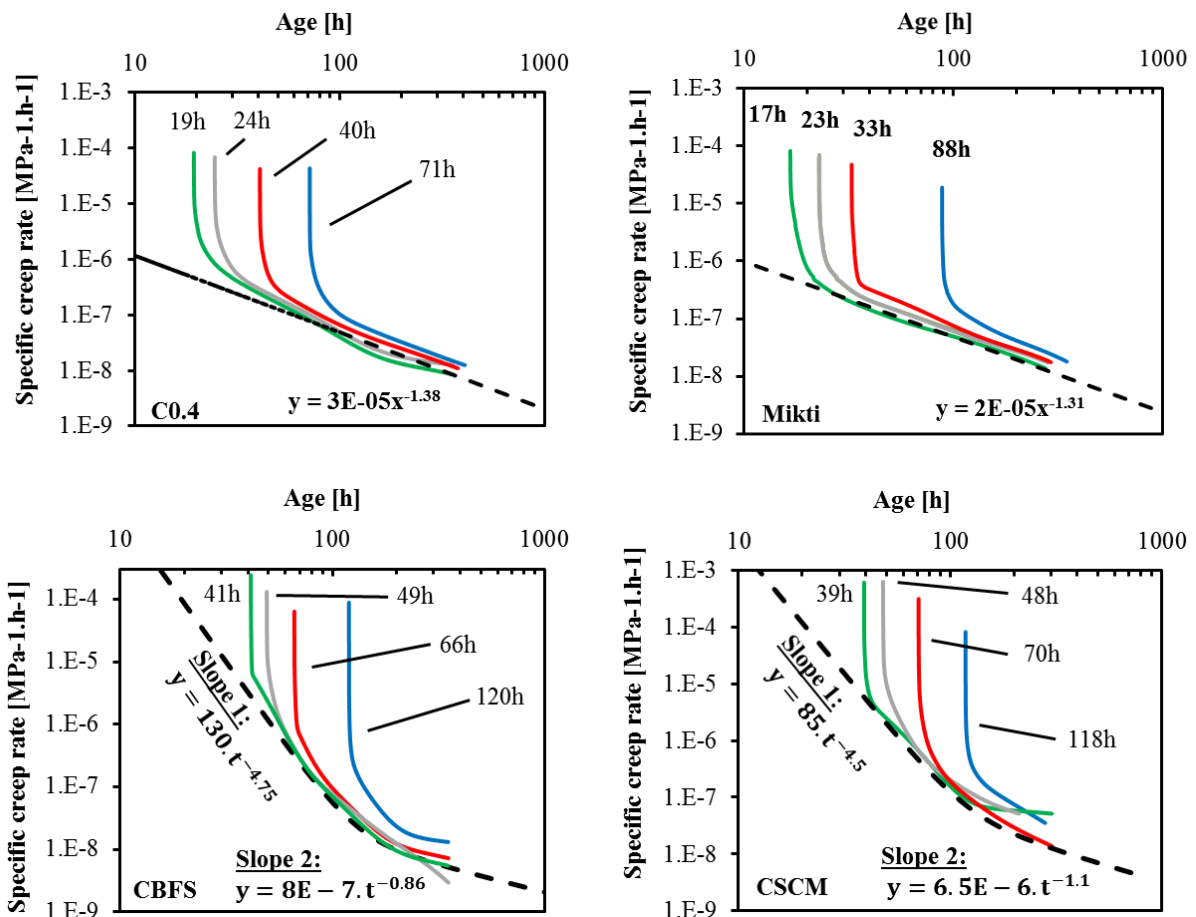 Age [h]
10 100 1000
Specific creep rate [MPa-1.h-1]
1.E-3
1.E-4
1.E-5
1.E-6
1.E-7
1.E-8
1.E-9
19h
24h
40h
71h
y = 3E-05x^-1.38
C0.4
Age [h]
10 100 1000
Specific creep rate [MPa-1.h-1]
1.E-3
1.E-4
1.E-5
1.E-6
1.E-7
1.E-8
1.E-9
17h
23h
33h
88h
y = 2E-05x^-1.31
Mikti
Age [h]
10 100 1000
Specific creep rate [MPa-1.h-1]
1.E-4
1.E-5
1.E-6
1.E-7
1.E-8
1.E-9
41h
49h
66h
120h
Slope 1:
y = 130.t^-4.75
Slope 2:
y = 8E − 7.t^-0.86
CBFS
Age [h]
10 100 1000
Specific creep rate [MPa-1.h-1]
1.E-3
1.E-4
1.E-5
1.E-6
1.E-7
1.E-8
1.E-9
39h
48h
70h
118h
Slope 1:
y = 85.t^-4.5
Slope 2:
y = 6.5E − 6.t^-1.1
CSCM